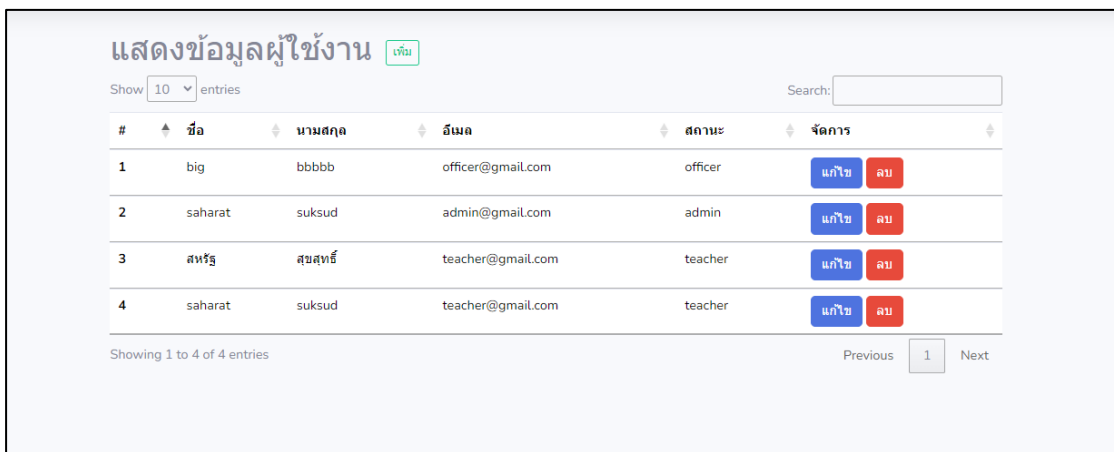 แสดงข้อมูลผู้ใช้งาน เพิ่ม
Show 10 entries Search:
# ชื่อ นามสกุล อีเมล สถานะ จัดการ
1 big bbbbb officer@gmail.com officer แก้ไข ลบ
2 saharat suksud admin@gmail.com admin แก้ไข ลบ
3 สหรัฐ สุขสุทธิ์ teacher@gmail.com teacher แก้ไข ลบ
4 saharat suksud teacher@gmail.com teacher แก้ไข ลบ
Showing 1 to 4 of 4 entries Previous 1 Next